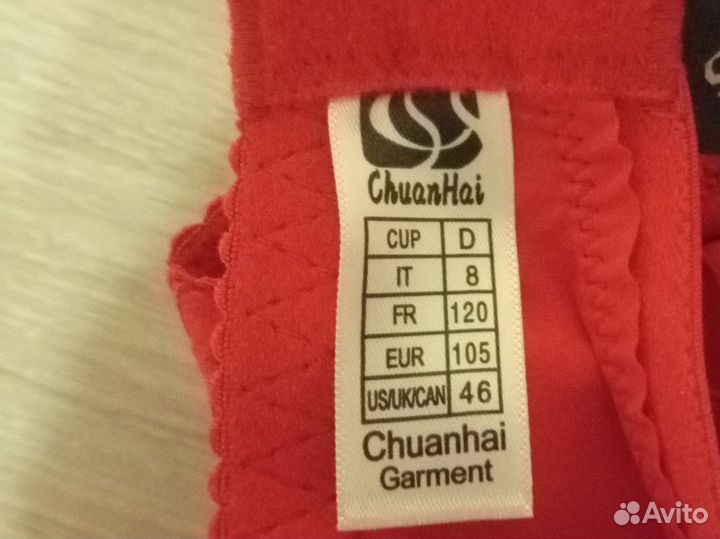 ChuanHai
CUP D
IT 8
FR 120
EUR 105
US/UK/CAN 46
Chuanhai
Garment
Avito